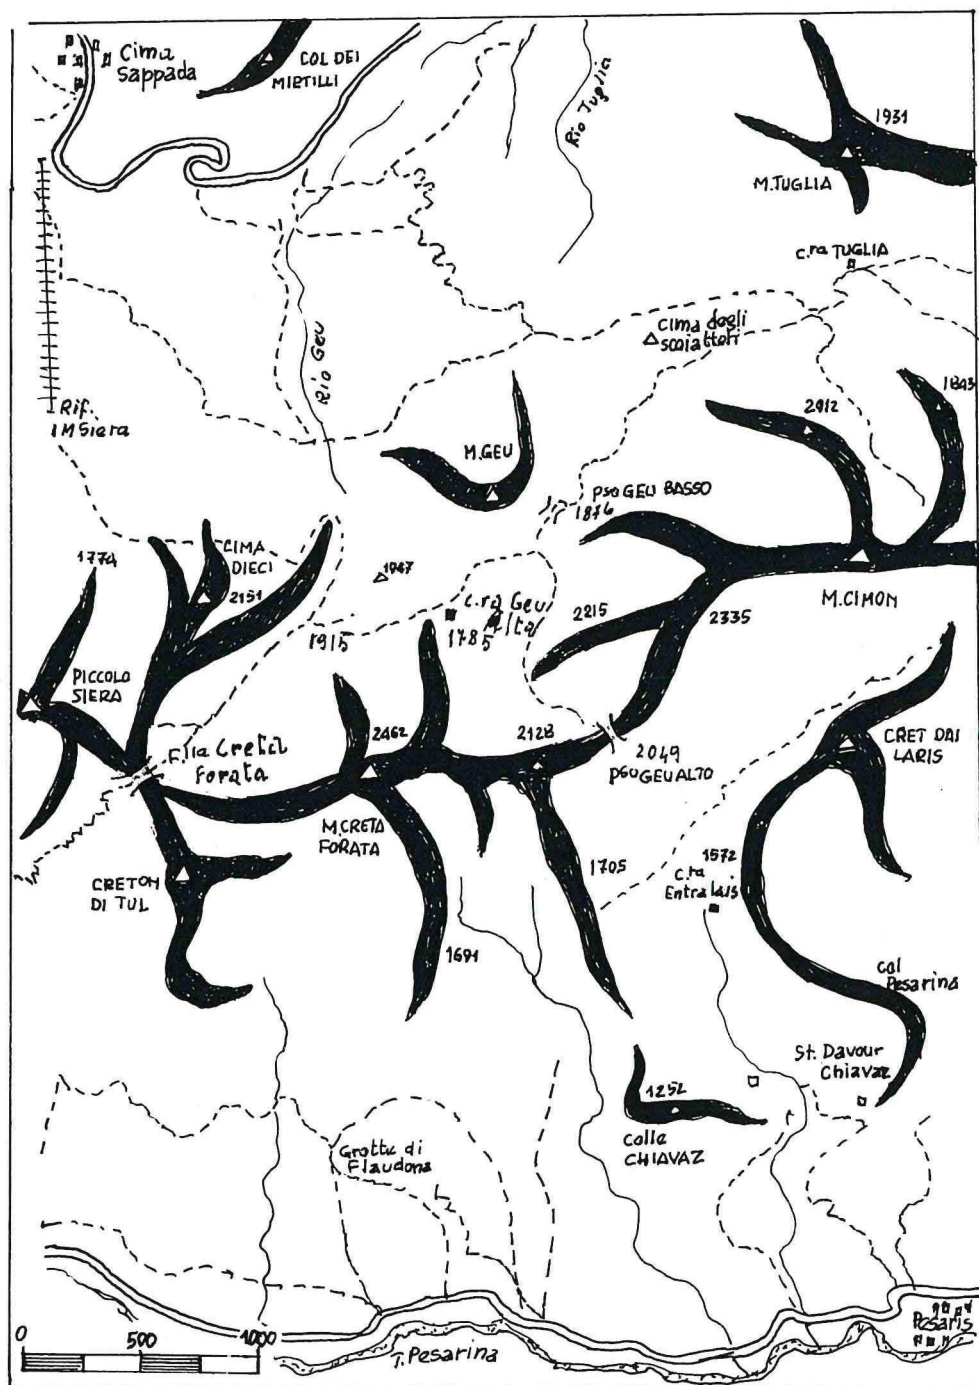 Cima
Sappada
COL DEI
MIRTILLI
Rio Tuglia
1931
M.TUGLIA
C.ra TUGLIA
Cima degli
scoiattoli
Rio Geu
Rif.
1M Siera
M.GEU
2912
1843
pso GEU BASSO
1876
1774
CIMA
DIECI
2151
1947
C.ra Geu
Alta
1785
1915
2215
2335
M.CIMON
PICCOLO
SIERA
F.lla Creta
Forata
2462
2128
2049
pso GEU ALTO
CRET DAI
LARIS
M.CRETA
FORATA
CRETON
DI TUL
1705
1572
C.ra
Entralais
1691
Col
Pesarina
St. Davour
Chiavaz
1252
Colle
CHIAVAZ
Grotte di
Flaudona
Pesaris
0 500 1000
T. Pesarina